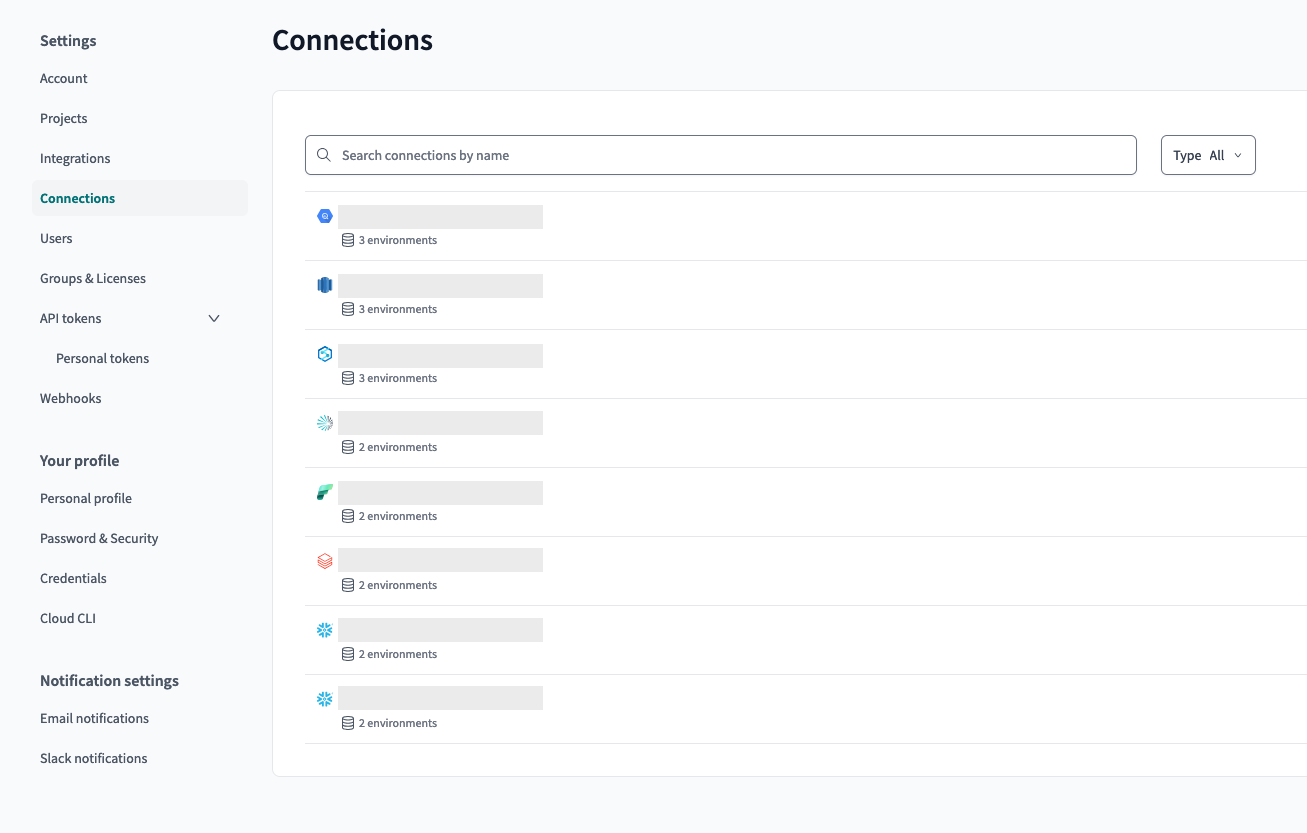 Settings
Account
Projects
Integrations
Connections
Users
Groups & Licenses
API tokens
Personal tokens
Webhooks
Your profile
Personal profile
Password & Security
Credentials
Cloud CLI
Notification settings
Email notifications
Slack notifications
Connections
Search connections by name
Type All
3 environments
3 environments
3 environments
2 environments
2 environments
2 environments
2 environments
2 environments